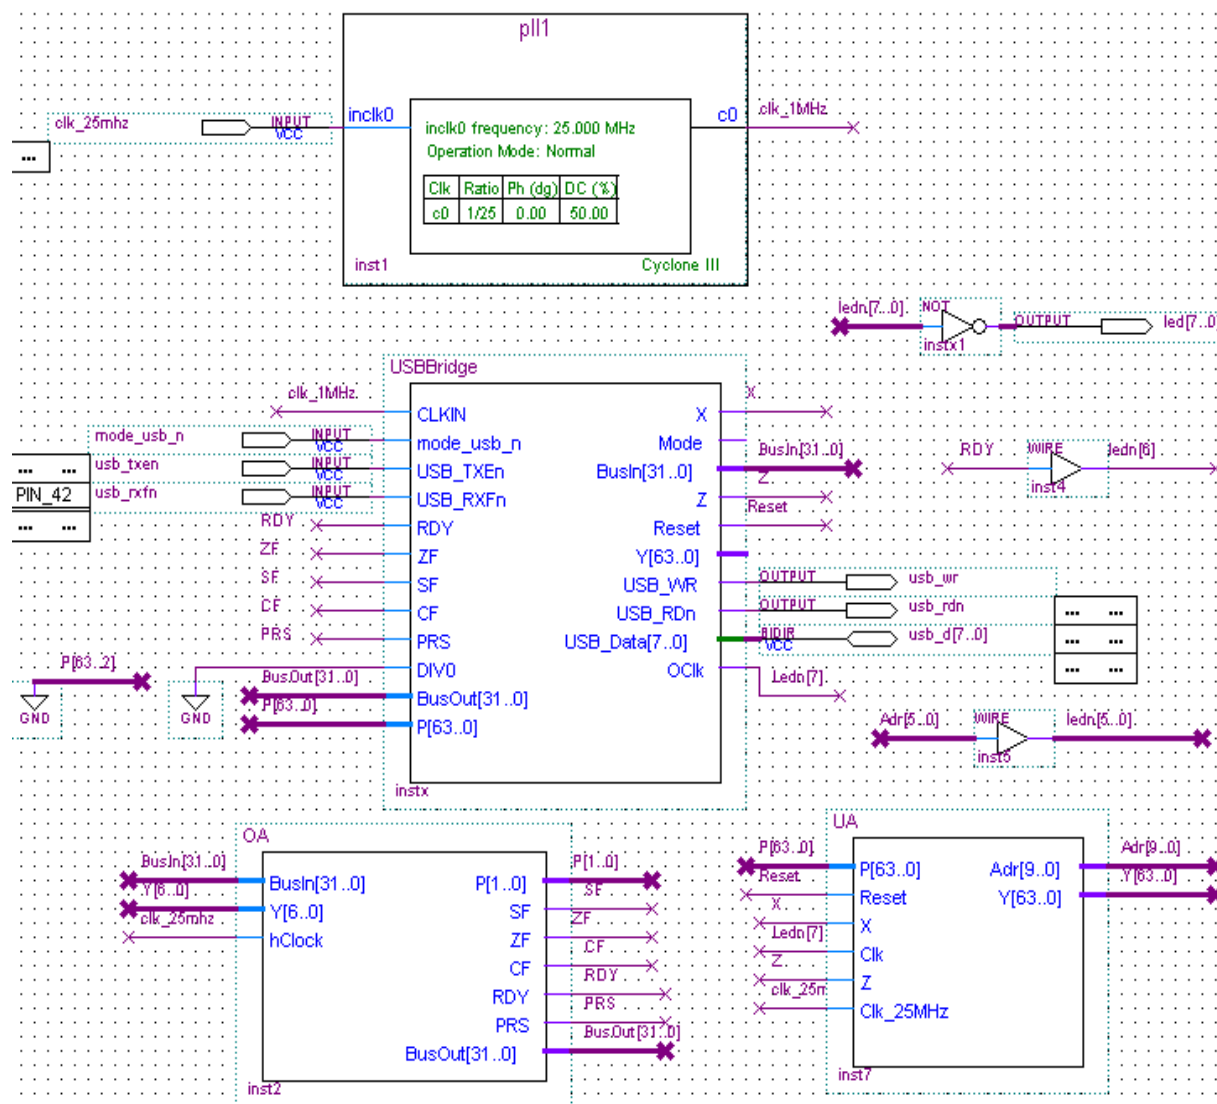 pll1
clk_25mhz
INPUT
VCC
inclk0
c0
clk_1MHz
inclk0 frequency: 25.000 MHz
Operation Mode: Normal
Clk Ratio Ph (dg) DC (%)
c0 1/25 0.00 50.00
inst1
Cyclone III
...
ledn[7..0]
NOT
instx1
OUTPUT
led[7..0
USBBridge
clk_1MHz
CLKIN
X
X
mode_usb_n
INPUT
VCC
mode_usb_n
Mode
usb_txen
INPUT
VCC
USB_TXEn
BusIn[31..0]
BusIn[31..0]
usb_rxfn
INPUT
VCC
USB_RXFn
Z
Z
... ...
PIN_42
... ...
RDY
RDY
Reset
Reset
ZF
ZF
Y[63..0]
SF
SF
USB_WR
OUTPUT
usb_wr
CF
CF
USB_RDn
OUTPUT
usb_rdn
PRS
PRS
USB_Data[7..0]
BIDIR
VCC
usb_d[7..0]
... ...
... ...
... ...
DIV0
OClk
Ledn[7]
BusOut[31..0]
BusOut[31..0]
P[63..0]
P[63..0]
instx
P[63..2]
GND
GND
RDY
WIRE
inst4
ledn[6]
Adr[5..0]
WIRE
inst5
ledn[5..0]
OA
BusIn[31..0]
BusIn[31..0]
P[1..0]
P[1..0]
Y[6..0]
Y[6..0]
SF
SF
clk_25mhz
hClock
ZF
ZF
CF
CF
RDY
RDY
PRS
PRS
BusOut[31..0]
BusOut[31..0]
inst2
UA
P[63..0]
P[63..0]
Adr[9..0]
Adr[9..0]
Reset
Reset
Y[63..0]
Y[63..0]
X
X
Ledn[7]
Clk
Z
Z
clk_25m
Clk_25MHz
inst7